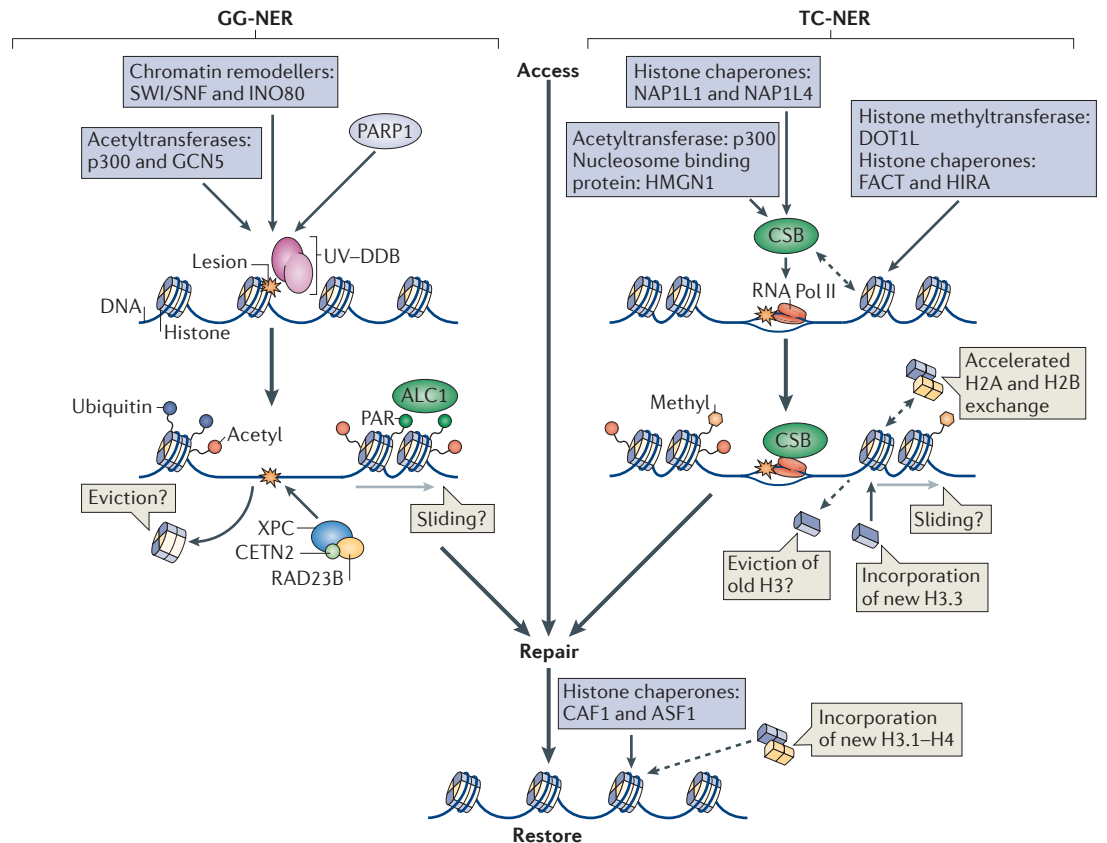 GG-NER
TC-NER
Access
Chromatin remodellers:
SWI/SNF and INO80
Acetyltransferases:
p300 and GCN5
PARP1
Lesion
UV–DDB
DNA
Histone
Ubiquitin
Acetyl
PAR
ALC1
Eviction?
Sliding?
XPC
CETN2
RAD23B
Histone chaperones:
NAP1L1 and NAP1L4
Acetyltransferase: p300
Nucleosome binding
protein: HMGN1
Histone methyltransferase:
DOT1L
Histone chaperones:
FACT and HIRA
CSB
RNA Pol II
Accelerated
H2A and H2B
exchange
Methyl
CSB
Sliding?
Eviction of
old H3?
Incorporation
of new H3.3
Repair
Histone chaperones:
CAF1 and ASF1
Incorporation
of new H3.1–H4
Restore